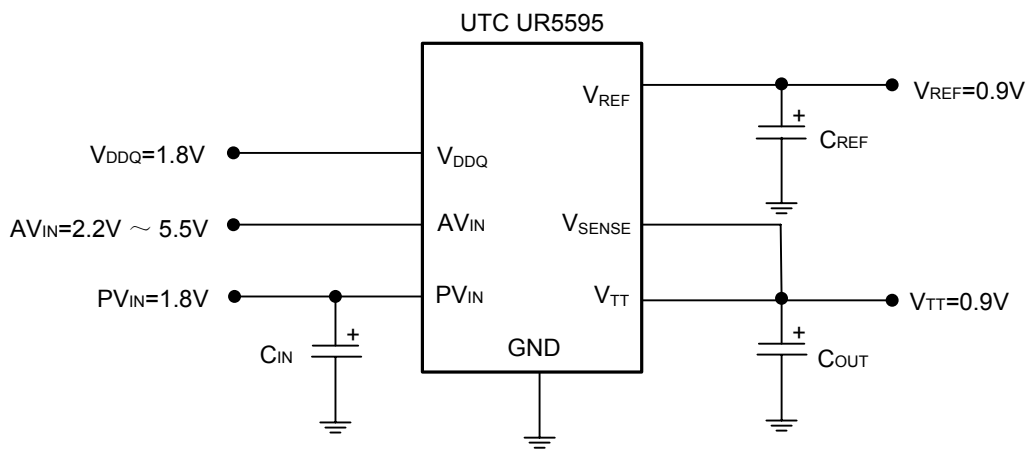 UTC UR5595
VREF
VREF=0.9V
+
CREF
VDDQ=1.8V
VDDQ
AVIN=2.2V ~ 5.5V
AVIN
VSENSE
PVIN=1.8V
PVIN
VTT
VTT=0.9V
+
CIN
GND
+
COUT